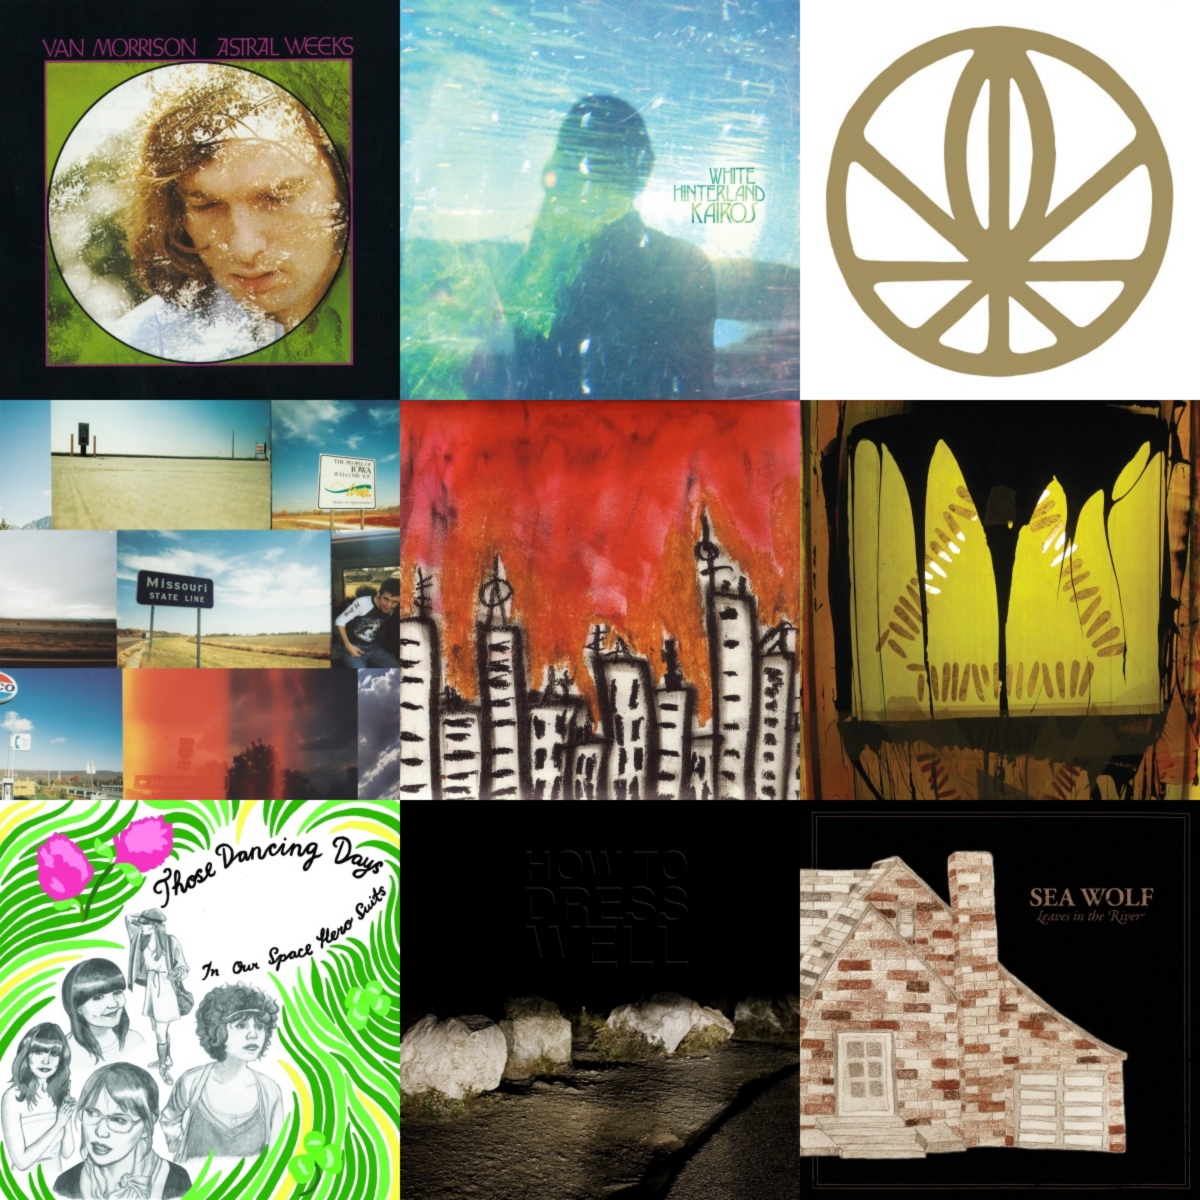 VAN MORRISON ASTRAL WEEKS
WHITE
HINTERLAND
KAIROS
THE PEOPLE OF
IOWA
WELCOME YOU
Missouri
STATE LINE
Those Dancing Days
In Our Space Hero Suits
HOW TO
DRESS
WELL
SEA WOLF
Leaves in the River